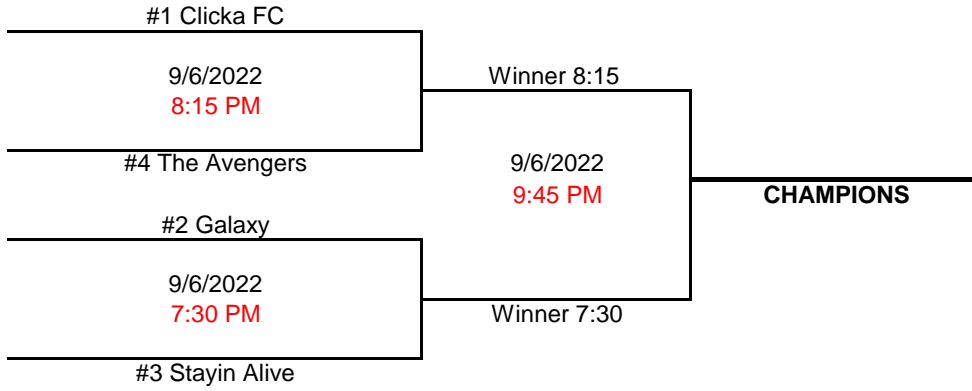 #1 Clicka FC
9/6/2022
8:15 PM
#4 The Avengers
Winner 8:15
9/6/2022
9:45 PM
CHAMPIONS
#2 Galaxy
9/6/2022
7:30 PM
#3 Stayin Alive
Winner 7:30